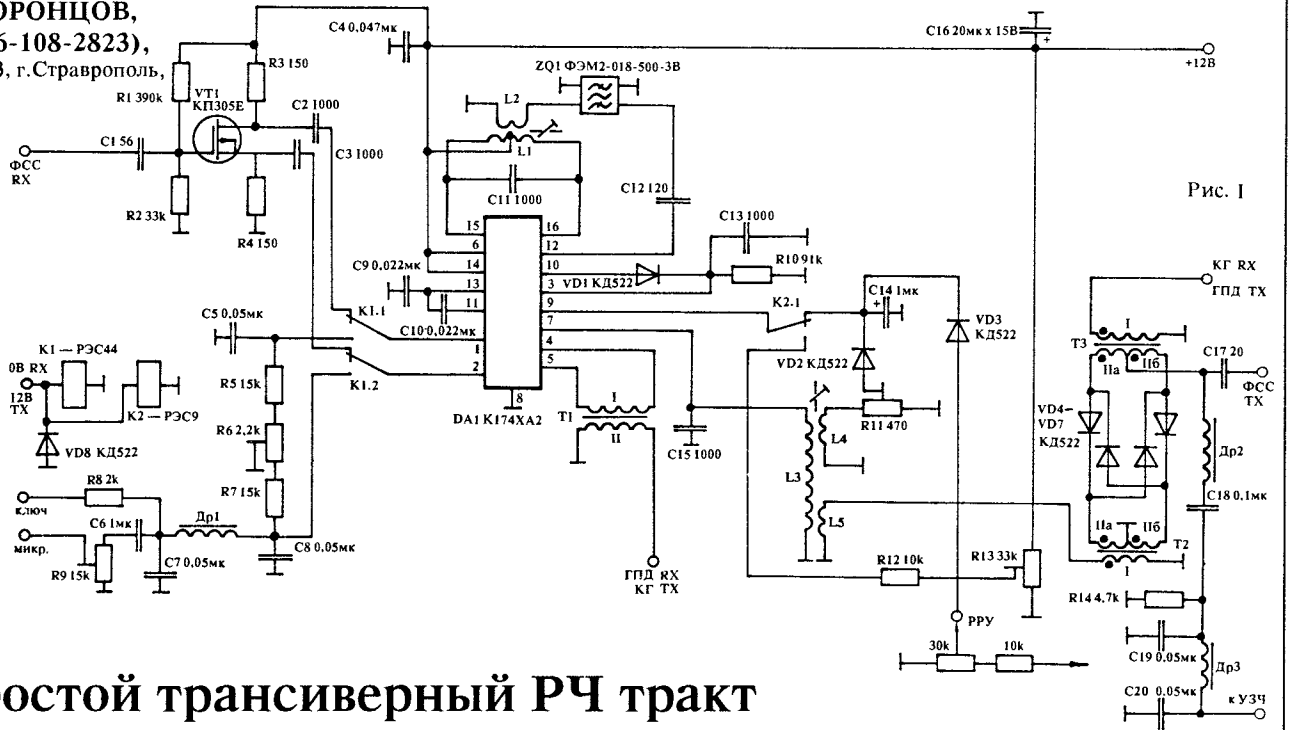 ОРОНЦОВ,
6-108-2823),
3, г.Страврополь,
C4 0,047мк
C16 20мк x 15В
+
+12В
ZQ1 ФЭМ2-018-500-3В
R1 390k
VT1
КП305Е
R3 150
C2 1000
L2
L1
C1 56
C3 1000
ФСС
RX
R2 33k
R4 150
C11 1000
C12 120
Рис. 1
15
16
6
12
14
10
13
3
11
9
7
1
4
2
5
8
C13 1000
R10 91k
VD1 КД522
C9 0,022мк
C10 0,022мк
K1.1
K1.2
K2.1
C14 1мк
+
VD2 КД522
VD3
КД522
КГ RX
ГПД TX
I
T3
IIа
IIб
C17 20
ФСС
TX
VD4-
VD7
КД522
Др2
C18 0,1мк
IIа
IIб
T2
I
C5 0,05мк
K1 — РЭС44
0В RX
12В
TX
K2 — РЭС9
VD8 КД522
R5 15k
R6 2,2k
R7 15k
DA1 К174ХА2
T1
I
II
C15 1000
R11 470
L4
L3
L5
R8 2k
ключ
C6 1мк
Др1
микр.
R9 15k
C7 0,05мк
C8 0,05мк
ГПД RX
КГ TX
R12 10k
R13 33k
R14 4,7k
РРУ
30k
10k
C19 0,05мк
Др3
C20 0,05мк
к УЗЧ
остой трансиверный РЧ тракт